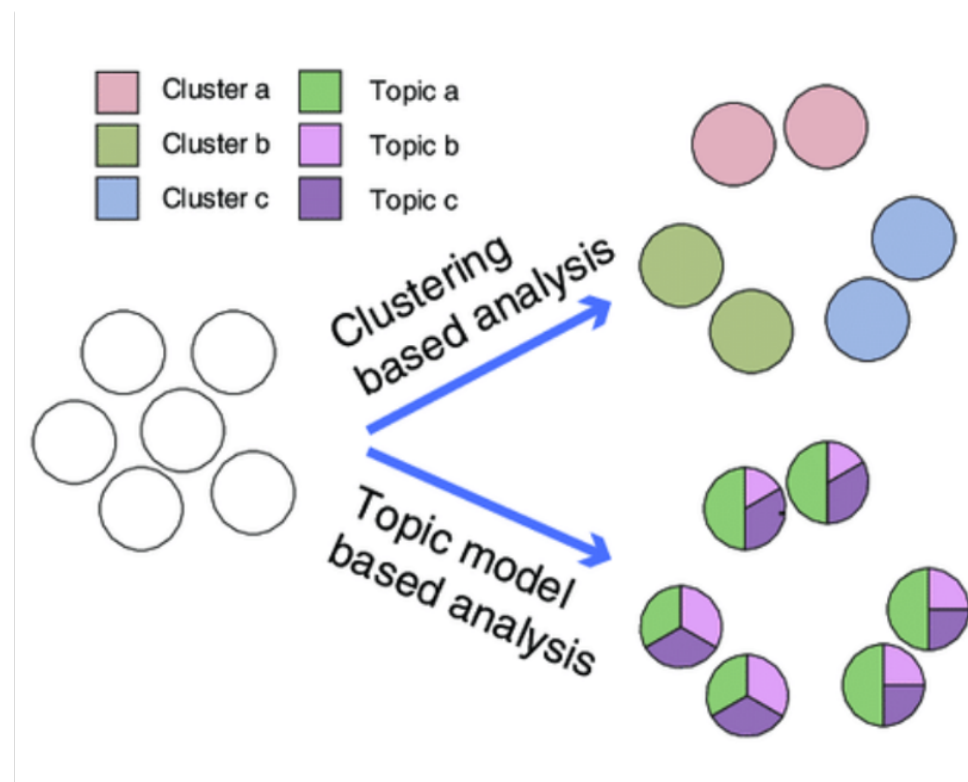 Cluster a
Topic a
Cluster b
Topic b
Cluster c
Topic c
Clustering
based analysis
Topic model
based analysis